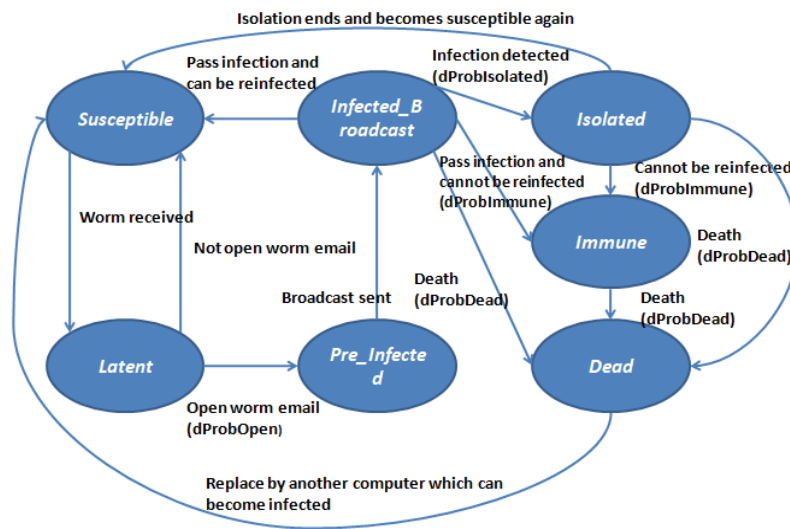 Isolation ends and becomes susceptible again
Pass infection and
can be reinfected
Infection detected
(dProbIsolated)
Susceptible
Infected_B
roadcast
Isolated
Pass infection and
cannot be reinfected
(dProbImmune)
Cannot be reinfected
(dProbImmune)
Worm received
Not open worm email
Immune
Death
(dProbDead)
Broadcast sent
Death
(dProbDead)
Death
(dProbDead)
Latent
Pre_Infecte
d
Dead
Open worm email
(dProbOpen)
Replace by another computer which can
become infected